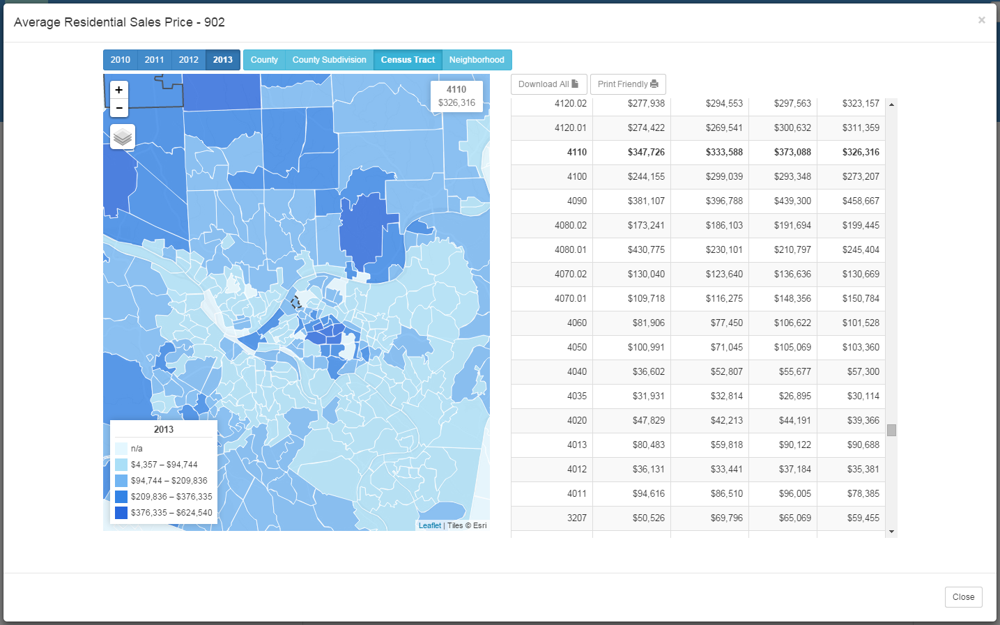 Average Residential Sales Price - 902
×
2010 2011 2012 2013 County County Subdivision Census Tract Neighborhood
+
-
4110
$326,316
Download All Print Friendly
4120.02 $277,938 $294,553 $297,563 $323,157
4120.01 $274,422 $269,541 $300,632 $311,359
4110 $347,726 $333,588 $373,088 $326,316
4100 $244,155 $299,039 $293,348 $273,207
4090 $381,107 $396,788 $439,300 $458,667
4080.02 $173,241 $186,103 $191,694 $199,445
4080.01 $430,775 $230,101 $210,797 $245,404
4070.02 $130,040 $123,640 $136,636 $130,669
4070.01 $109,718 $116,275 $148,356 $150,784
4060 $81,906 $77,450 $106,622 $101,528
4050 $100,991 $71,045 $105,069 $103,360
4040 $36,602 $52,807 $55,677 $57,300
4035 $31,931 $32,814 $26,895 $30,114
4020 $47,829 $42,213 $44,191 $39,366
4013 $80,483 $59,818 $90,122 $90,688
4012 $36,131 $33,441 $37,184 $35,381
4011 $94,616 $86,510 $96,005 $78,385
3207 $50,526 $69,796 $65,069 $59,455
2013
n/a
$4,357 – $94,744
$94,744 – $209,836
$209,836 – $376,335
$376,335 – $624,540
Leaflet | Tiles © Esri
Close